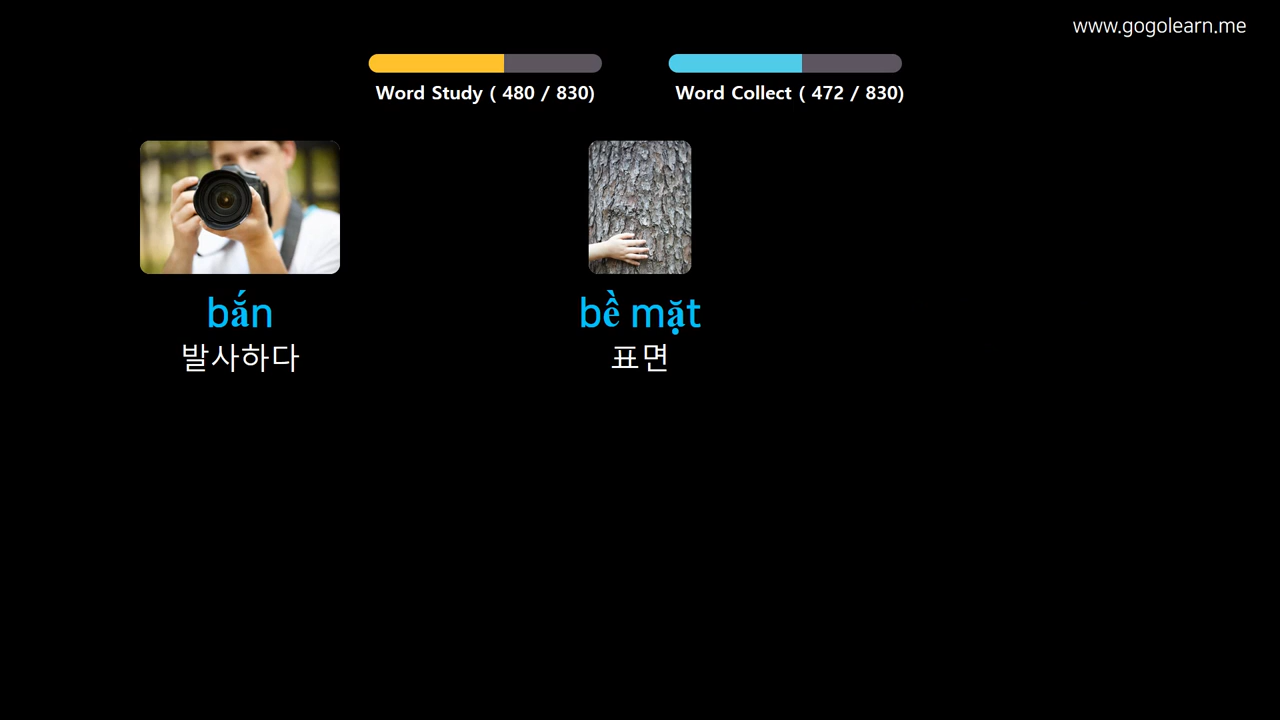 www.gogolearn.me
Word Study ( 480 / 830)
Word Collect ( 472 / 830)
bắn
발사하다
bề mặt
표면